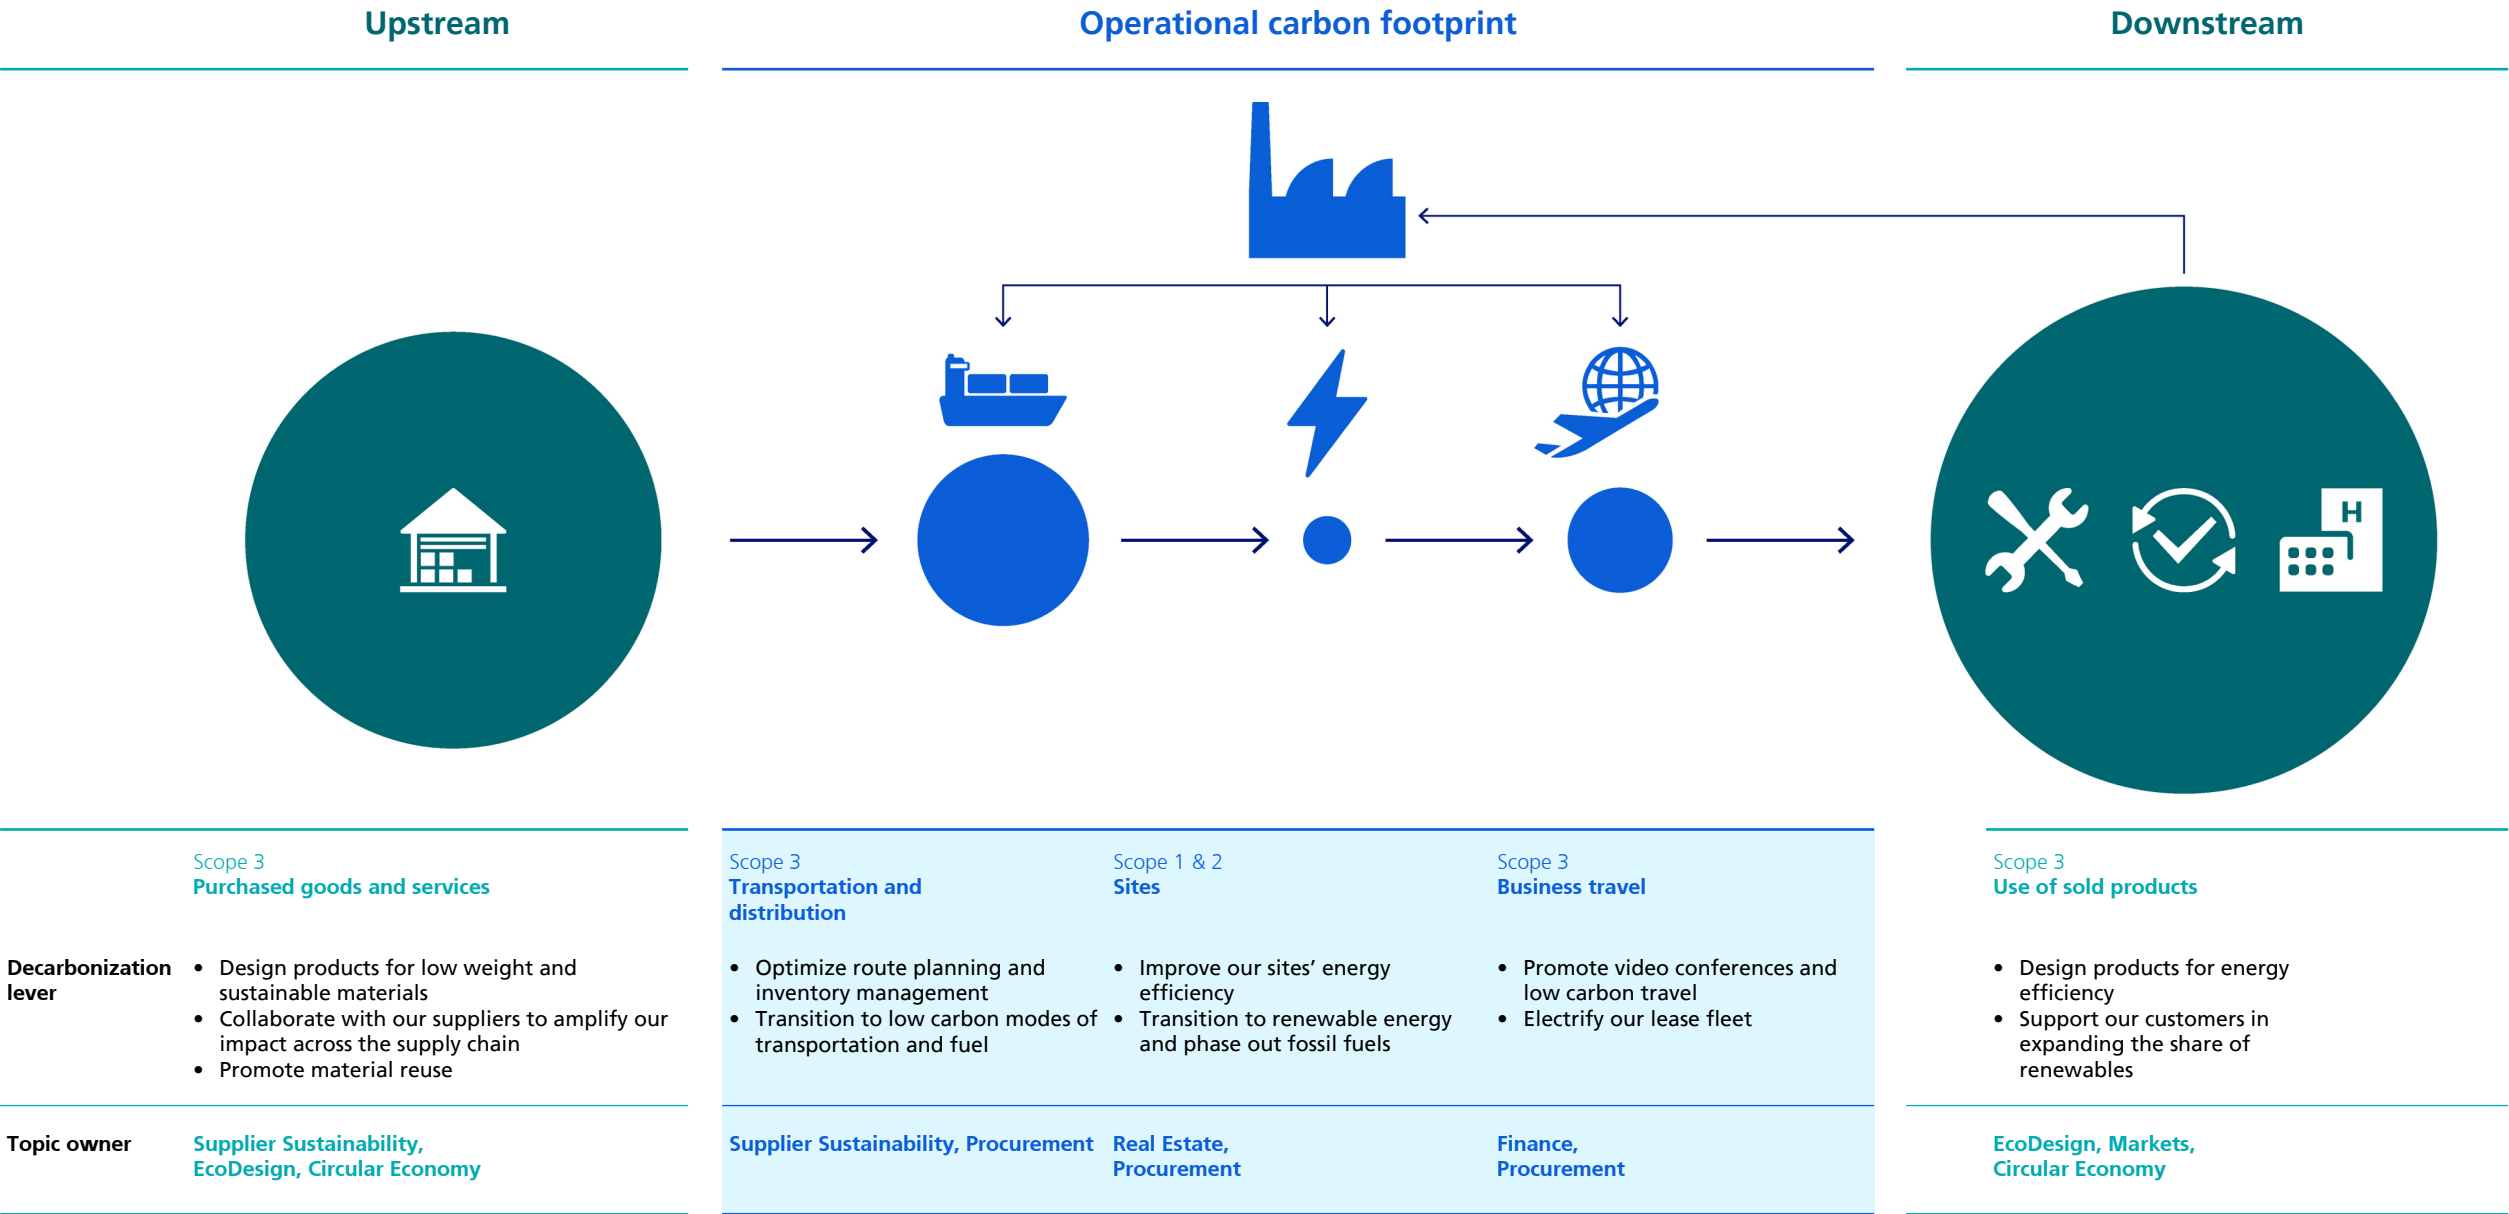 Upstream
Operational carbon footprint
Downstream
H
Scope 3
Purchased goods and services
Scope 3
Transportation and
distribution
Scope 1 & 2
Sites
Scope 3
Business travel
Scope 3
Use of sold products
Decarbonization
lever
• Design products for low weight and
sustainable materials
• Collaborate with our suppliers to amplify our
impact across the supply chain
• Promote material reuse
• Optimize route planning and
inventory management
• Transition to low carbon modes of
transportation and fuel
• Improve our sites’ energy
efficiency
• Transition to renewable energy
and phase out fossil fuels
• Promote video conferences and
low carbon travel
• Electrify our lease fleet
• Design products for energy
efficiency
• Support our customers in
expanding the share of
renewables
Topic owner
Supplier Sustainability,
EcoDesign, Circular Economy
Supplier Sustainability, Procurement
Real Estate,
Procurement
Finance,
Procurement
EcoDesign, Markets,
Circular Economy